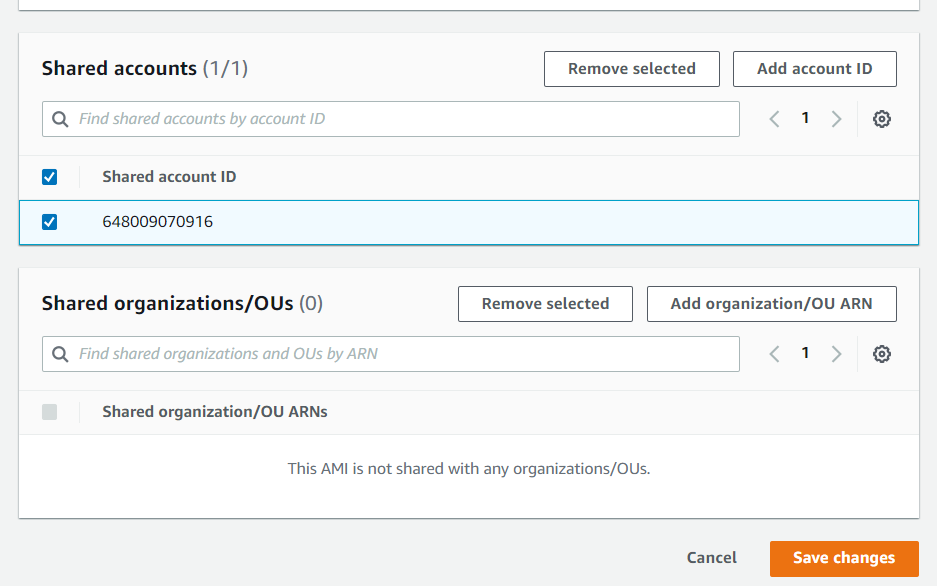 Shared accounts (1/1)
Remove selected
Add account ID
Find shared accounts by account ID
1
Shared account ID
648009070916
Shared organizations/OUs (0)
Remove selected
Add organization/OU ARN
Find shared organizations and OUs by ARN
1
Shared organization/OU ARNs
This AMI is not shared with any organizations/OUs.
Cancel
Save changes